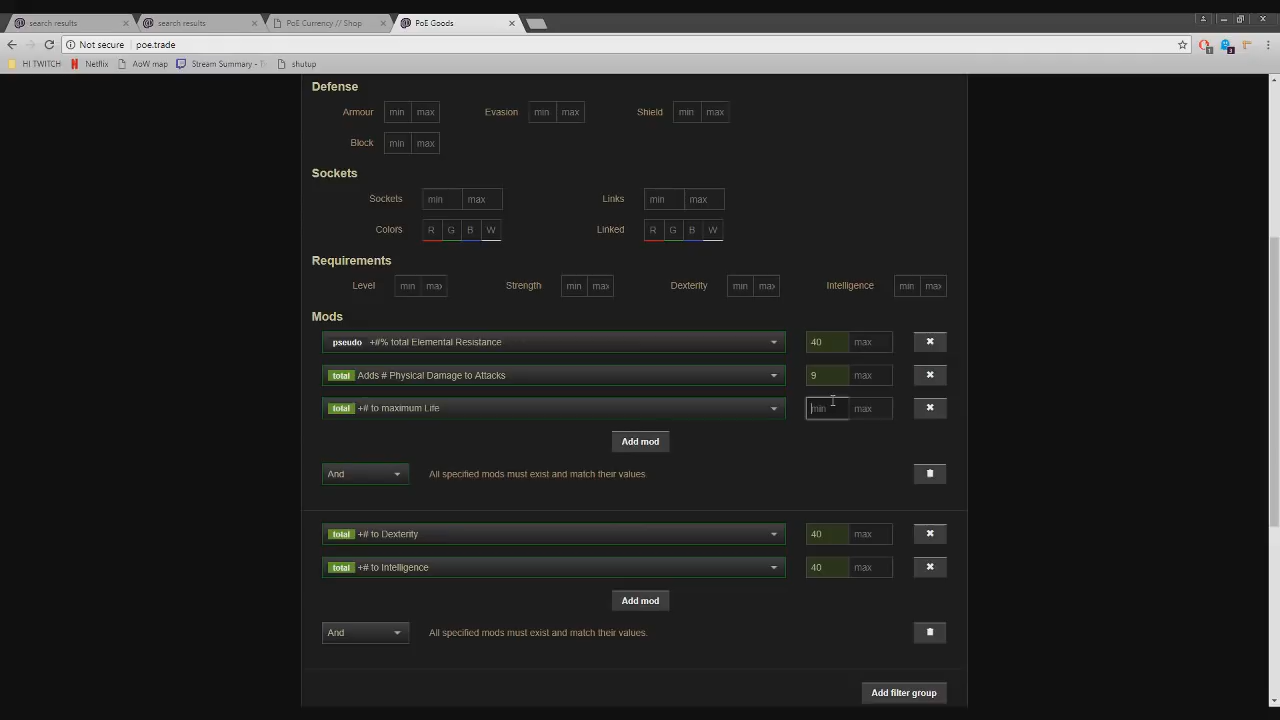 search results
search results
PoE Currency // Shop
PoE Goods
Not secure
poe.trade
HI TWITCH
Netflix
AoW map
Stream Summary - T
shutup
Defense
Armour min max Evasion min max Shield min max
Block min max
Sockets
Sockets min max Links min max
Colors R G B W Linked R G B W
Requirements
Level min max Strength min max Dexterity min max Intelligence min max
Mods
pseudo +#% total Elemental Resistance 40 max
total Adds # Physical Damage to Attacks 9 max
total +# to maximum Life min max
Add mod
And All specified mods must exist and match their values.
total +# to Dexterity 40 max
total +# to Intelligence 40 max
Add mod
And All specified mods must exist and match their values.
Add filter group